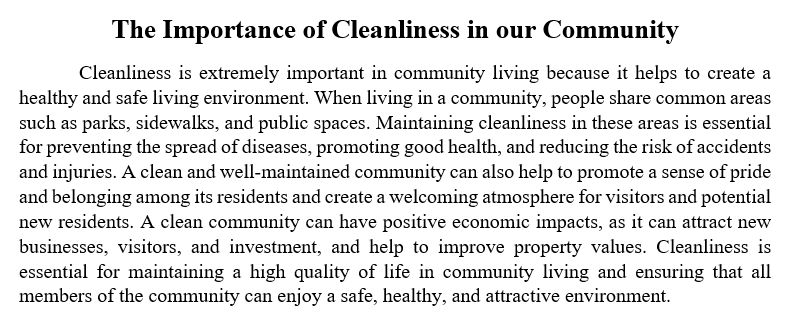 The Importance of Cleanliness in our Community
Cleanliness is extremely important in community living because it helps to create a
healthy and safe living environment. When living in a community, people share common areas
such as parks, sidewalks, and public spaces. Maintaining cleanliness in these areas is essential
for preventing the spread of diseases, promoting good health, and reducing the risk of accidents
and injuries. A clean and well-maintained community can also help to promote a sense of pride
and belonging among its residents and create a welcoming atmosphere for visitors and potential
new residents. A clean community can have positive economic impacts, as it can attract new
businesses, visitors, and investment, and help to improve property values. Cleanliness is
essential for maintaining a high quality of life in community living and ensuring that all
members of the community can enjoy a safe, healthy, and attractive environment.